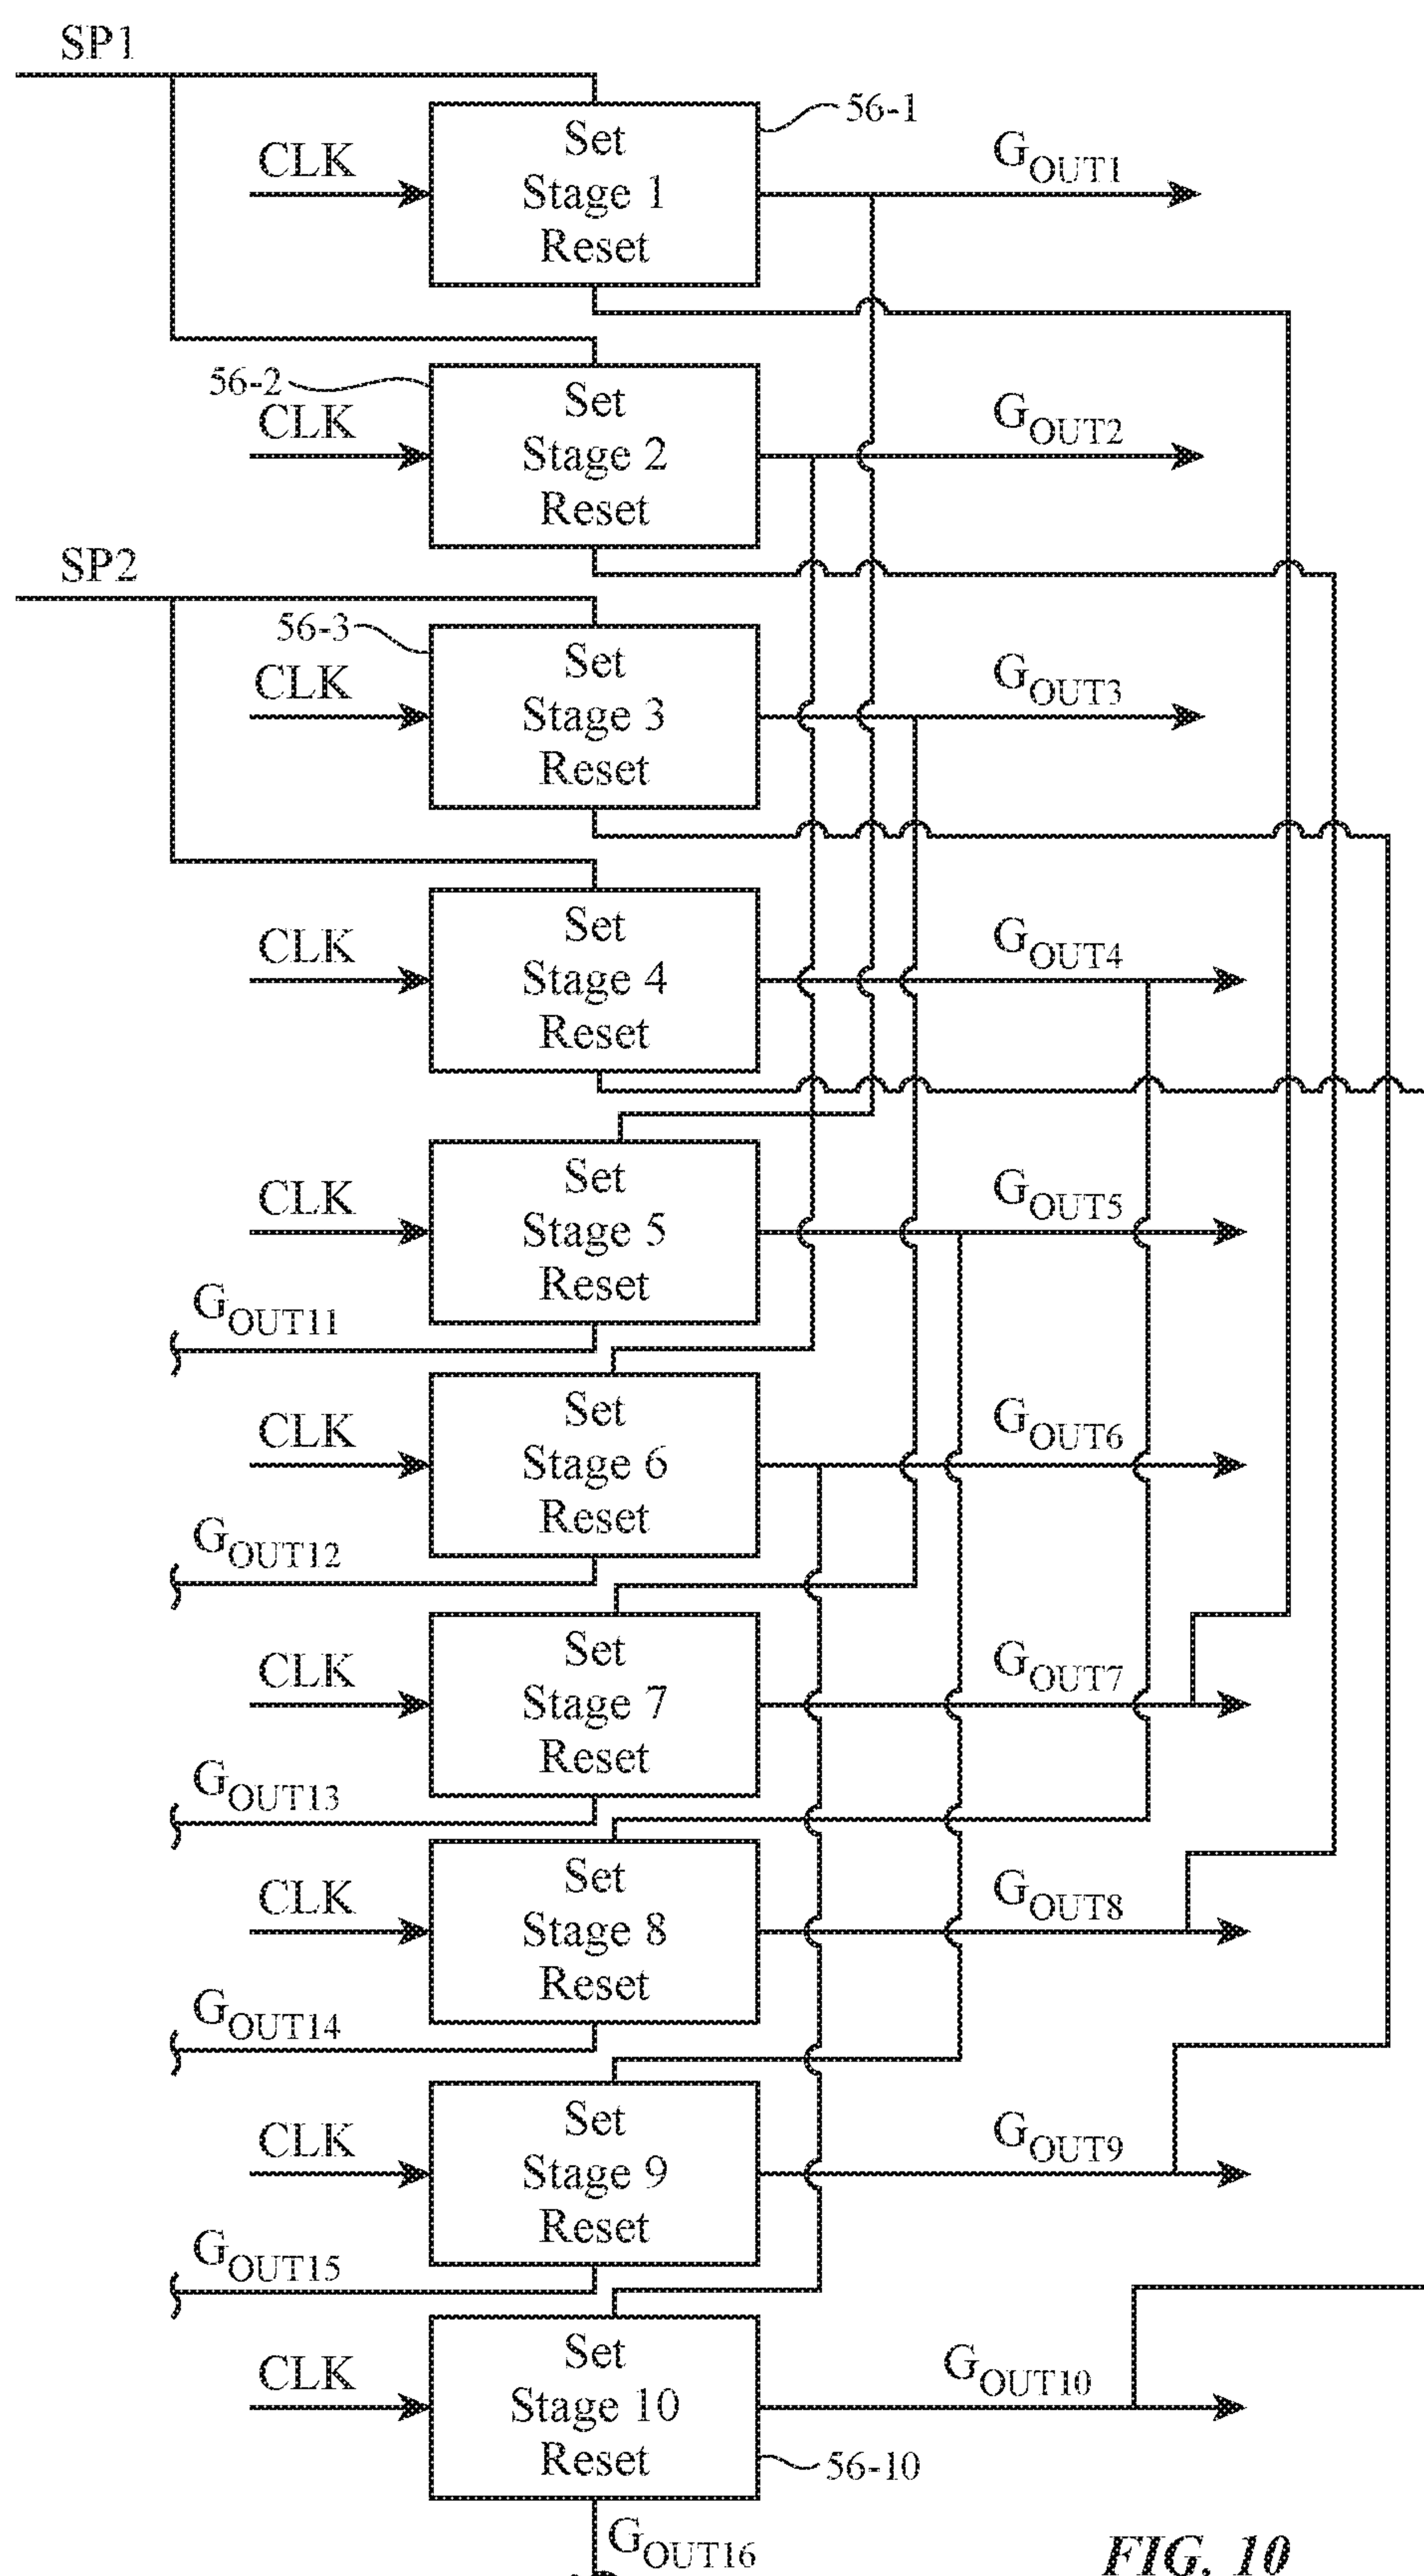 SP1
56-1
CLK
Set
Stage 1
Reset
GOUT1
56-2
CLK
Set
Stage 2
Reset
GOUT2
SP2
56-3
CLK
Set
Stage 3
Reset
GOUT3
CLK
Set
Stage 4
Reset
GOUT4
CLK
Set
Stage 5
Reset
GOUT5
GOUT11
CLK
Set
Stage 6
Reset
GOUT6
GOUT12
CLK
Set
Stage 7
Reset
GOUT7
GOUT13
CLK
Set
Stage 8
Reset
GOUT8
GOUT14
CLK
Set
Stage 9
Reset
GOUT9
GOUT15
CLK
Set
Stage 10
Reset
GOUT10
56-10
GOUT16
FIG. 10